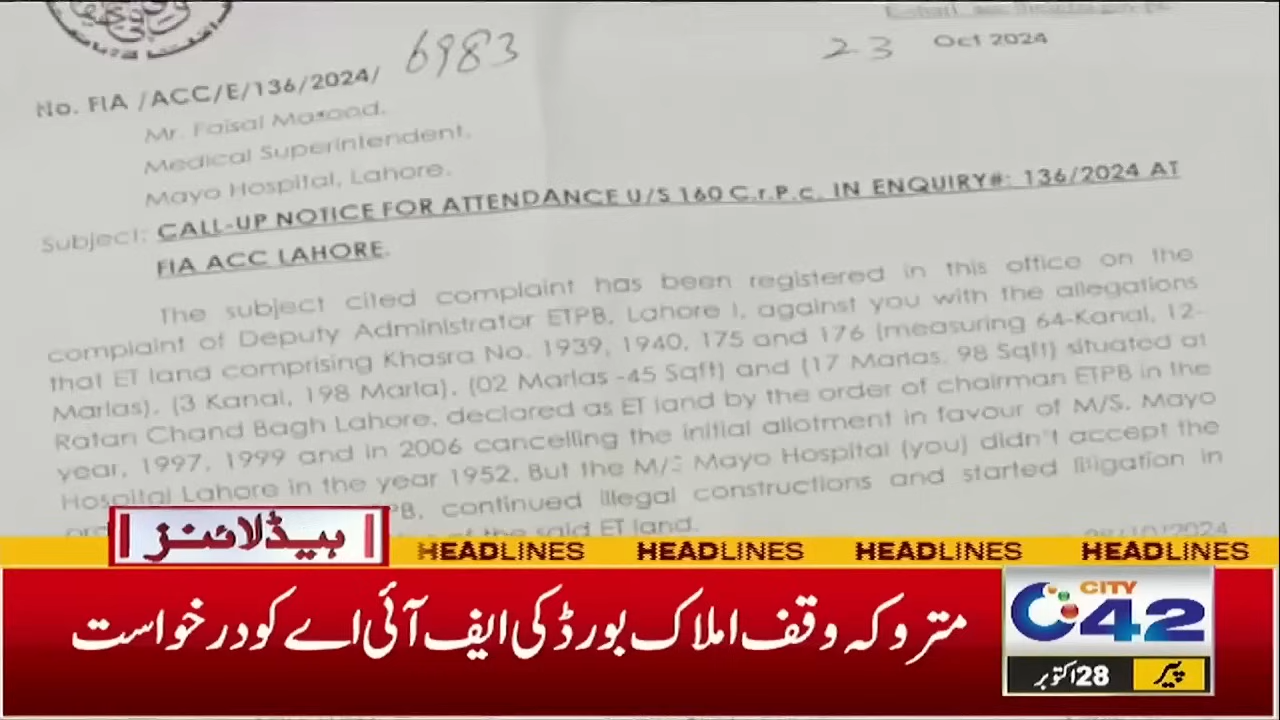 6983
23 Oct 2024
No. FIA /ACC/E/136/2024/
Mr. Faisal Masood,
Medical Superintendent,
Mayo Hospital, Lahore.
Subject: CALL-UP NOTICE FOR ATTENDANCE U/S 160 C.r.P.c. IN ENQUIRY#: 136/2024 AT
FIA ACC LAHORE.
The subject cited complaint has been registered in this office on the
complaint of Deputy Administrator ETPB, Lahore I, against you with the allegations
that ET land comprising Khasra No. 1939, 1940, 175 and 176 (measuring 64-Kanal, 12-
Marlas), (3 Kanal, 198 Marla), (02 Marlas -45 Sqft) and (17 Marlas, 98 Sqft) situated at
Ratan Chand Bagh Lahore, declared as ET land by the order of chairman ETPB in the
year, 1997, 1999 and in 2006 cancelling the initial allotment in favour of M/S. Mayo
Hospital Lahore in the year 1952. But the M/S Mayo Hospital (you) didn't accept the
continued illegal constructions and started litigation in
of the said ET land.
28/10/2024
ہیڈلائنز
HEADLINES HEADLINES HEADLINES HEADLINES
متروکہ وقف املاک بورڈ کی ایف آئی اے کو درخواست
CITY
42
پیر
28 اکتوبر